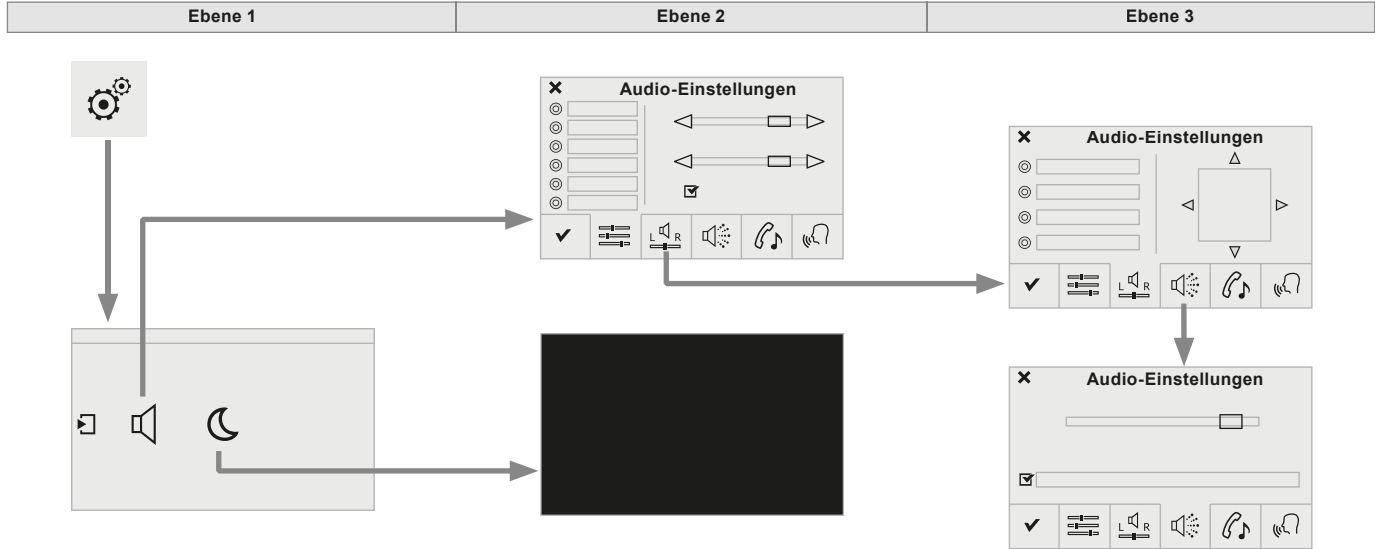 Ebene 1
Ebene 2
Ebene 3
Audio-Einstellungen
L R
Audio-Einstellungen
L R
Audio-Einstellungen
L R